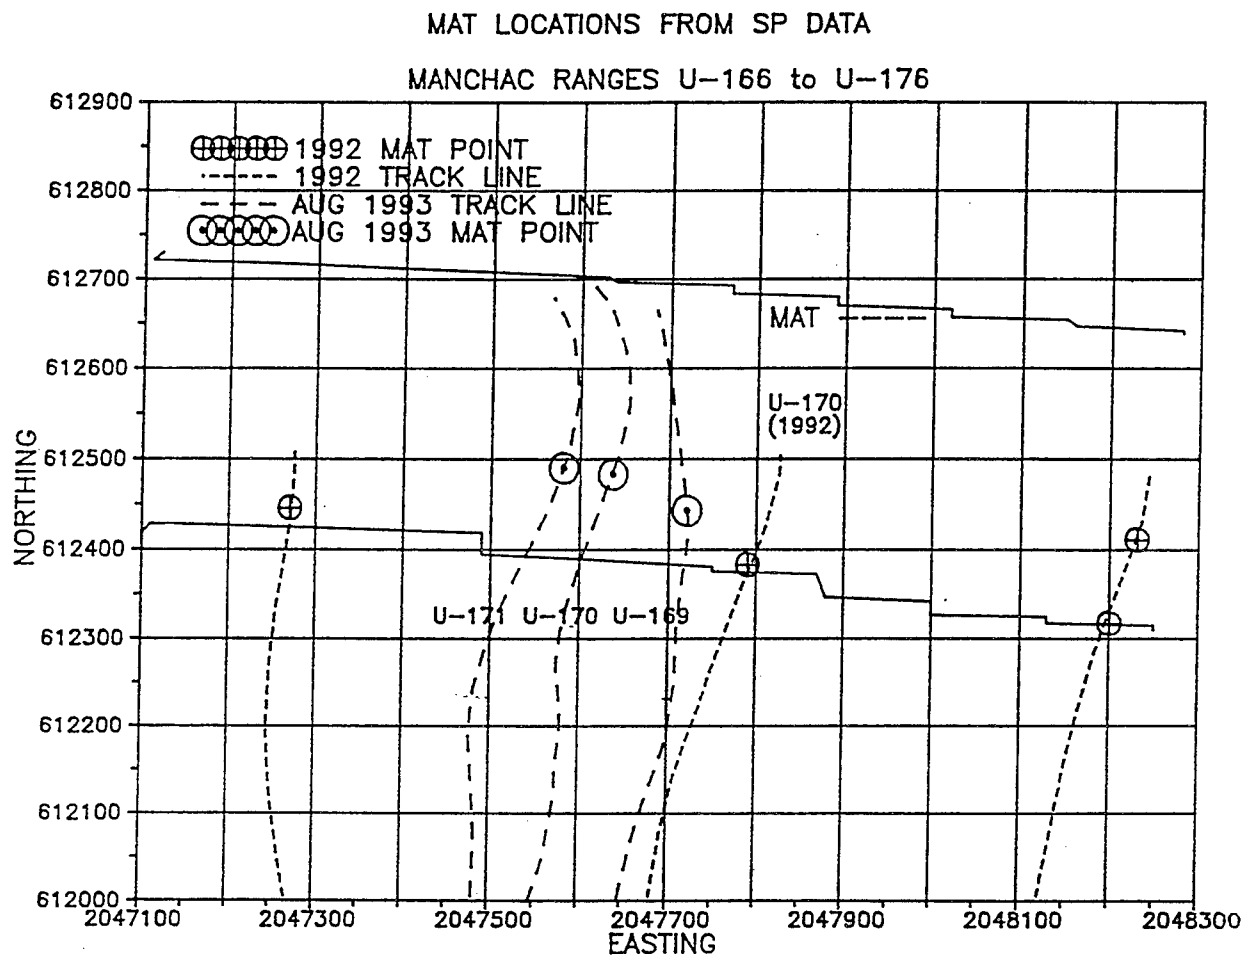 MAT LOCATIONS FROM SP DATA
MANCHAC RANGES U-166 to U-176
612900
1992 MAT POINT
612800
1992 TRACK LINE
AUG 1993 TRACK LINE
AUG 1993 MAT POINT
612700
MAT
612600
U-170
(1992)
612500
NORTHING
612400
U-171 U-170 U-169
612300
612200
612100
612000
2047100 2047300 2047500 2047700 2047900 2048100 2048300
EASTING